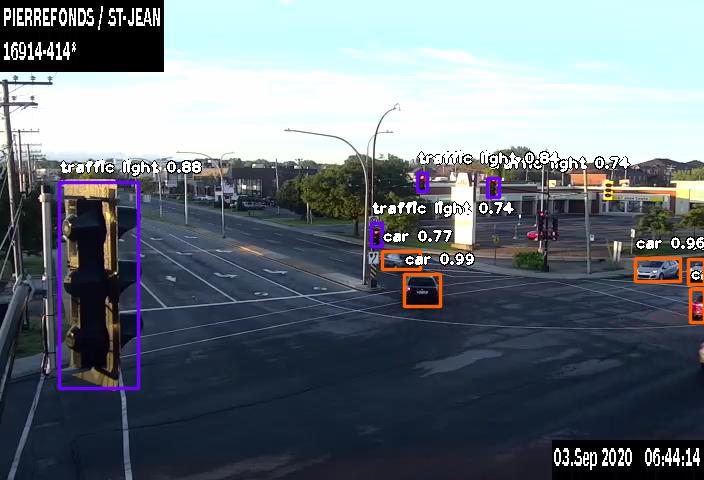 PIERREFONDS / ST-JEAN
16914-414*
traffic light 0.88
traffic light 0.84
traffic light 0.74
traffic light 0.74
car 0.77
car 0.99
car 0.96
03.Sep 2020 06:44:14